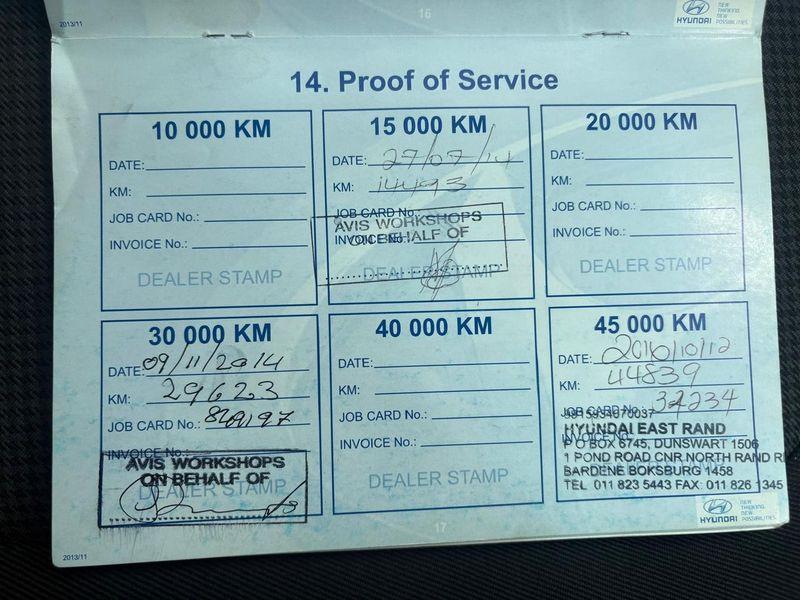 2013/11
16
HYUNDAI
NEW THINKING.
NEW POSSIBILITIES.
14. Proof of Service
10 000 KM
DATE:
KM:
JOB CARD No.:
INVOICE No.:
DEALER STAMP
15 000 KM
DATE: 27/07/14
KM: 14493
JOB CARD No.:
AVIS WORKSHOPS
INVOICE No.:
ON BEHALF OF
DEALER STAMP
20 000 KM
DATE:
KM:
JOB CARD No.:
INVOICE No.:
DEALER STAMP
30 000 KM
DATE: 09/11/2014
KM: 29623
JOB CARD No.:
INVOICE No.:
AVIS WORKSHOPS
ON BEHALF OF
DEALER STAMP
40 000 KM
DATE:
KM:
JOB CARD No.:
INVOICE No.:
DEALER STAMP
45 000 KM
DATE:
KM: 44839
JOB CARD No.:
HYUNDAI EAST RAND
P O BOX 6745, DUNSWART 1506
1 POND ROAD CNR NORTH RAND
BARDENE BOKSBURG 1458
TEL 011 823 5443 FAX 011 826 1345
2013/11
17
HYUNDAI
NEW THINKING.
NEW POSSIBILITIES.